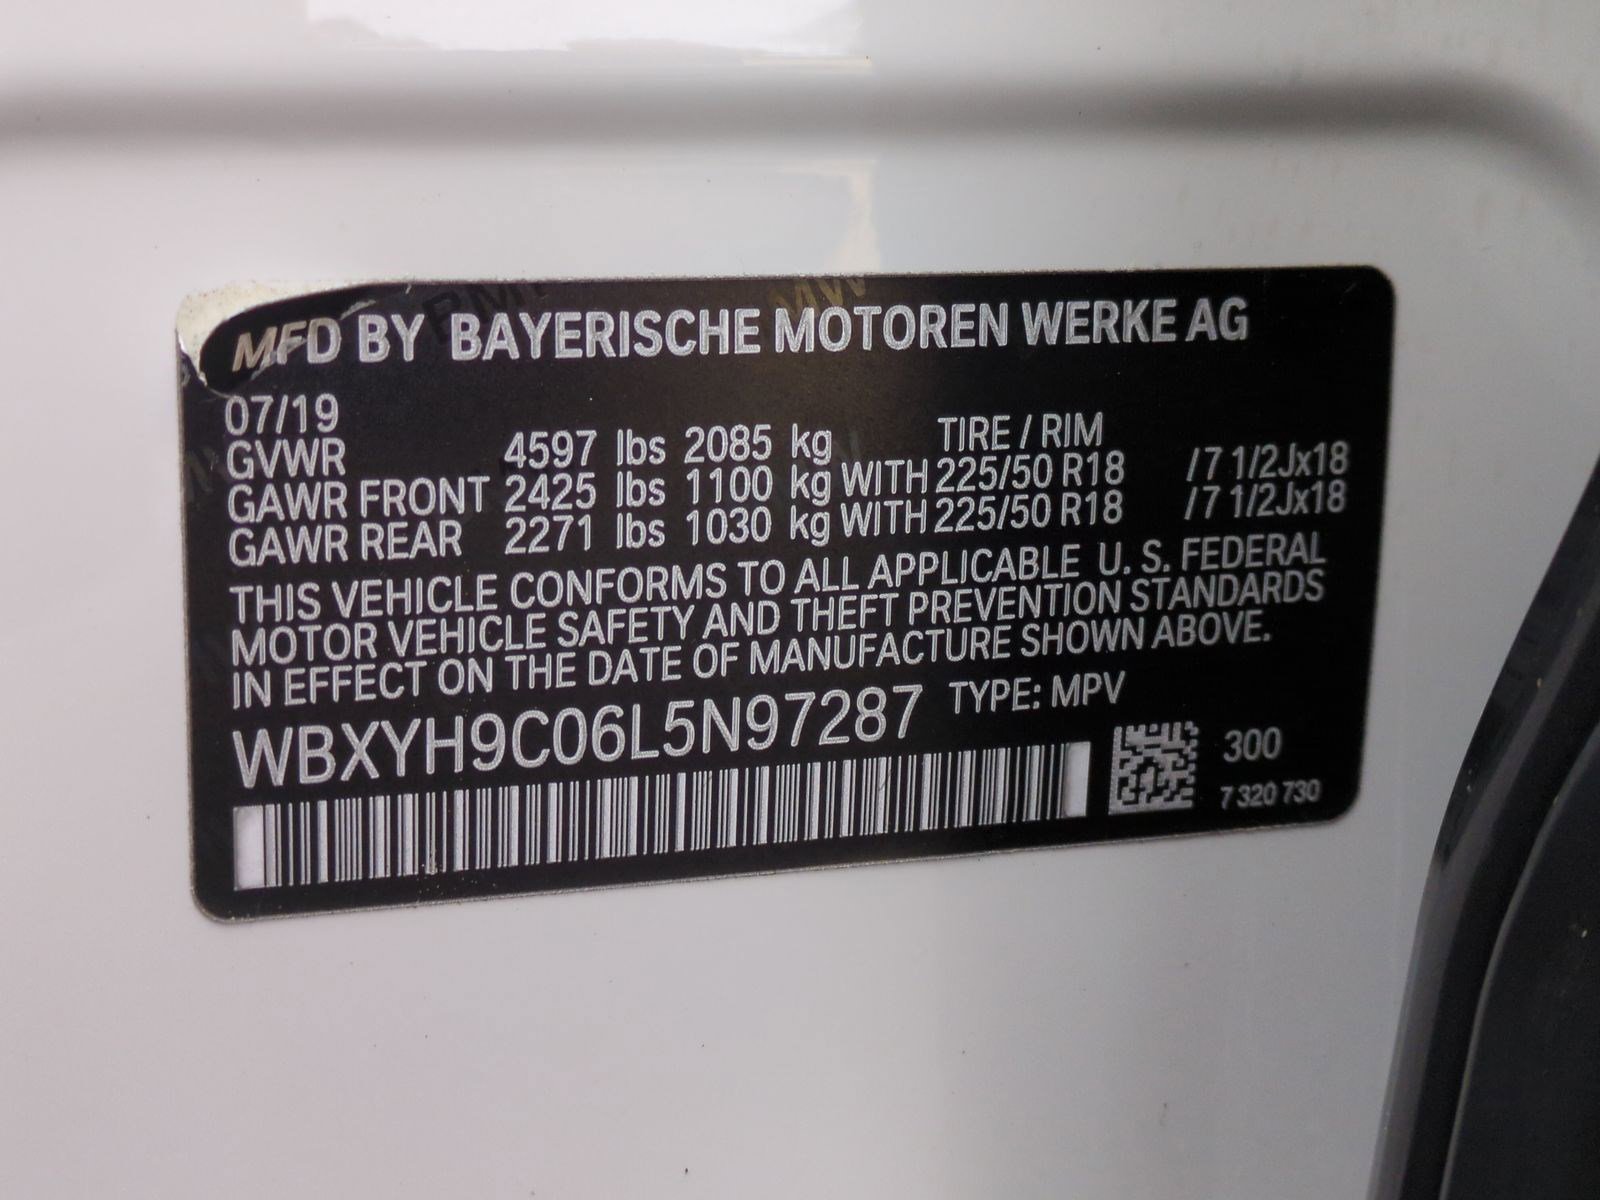 MFD BY BAYERISCHE MOTOREN WERKE AG
07/19
GVWR 4597 lbs 2085 kg TIRE / RIM
GAWR FRONT 2425 lbs 1100 kg WITH 225/50 R18 /7 1/2Jx18
GAWR REAR 2271 lbs 1030 kg WITH 225/50 R18 /7 1/2Jx18
THIS VEHICLE CONFORMS TO ALL APPLICABLE U. S. FEDERAL
MOTOR VEHICLE SAFETY AND THEFT PREVENTION STANDARDS
IN EFFECT ON THE DATE OF MANUFACTURE SHOWN ABOVE.
WBXYH9C06L5N97287 TYPE: MPV
300
7 320 730